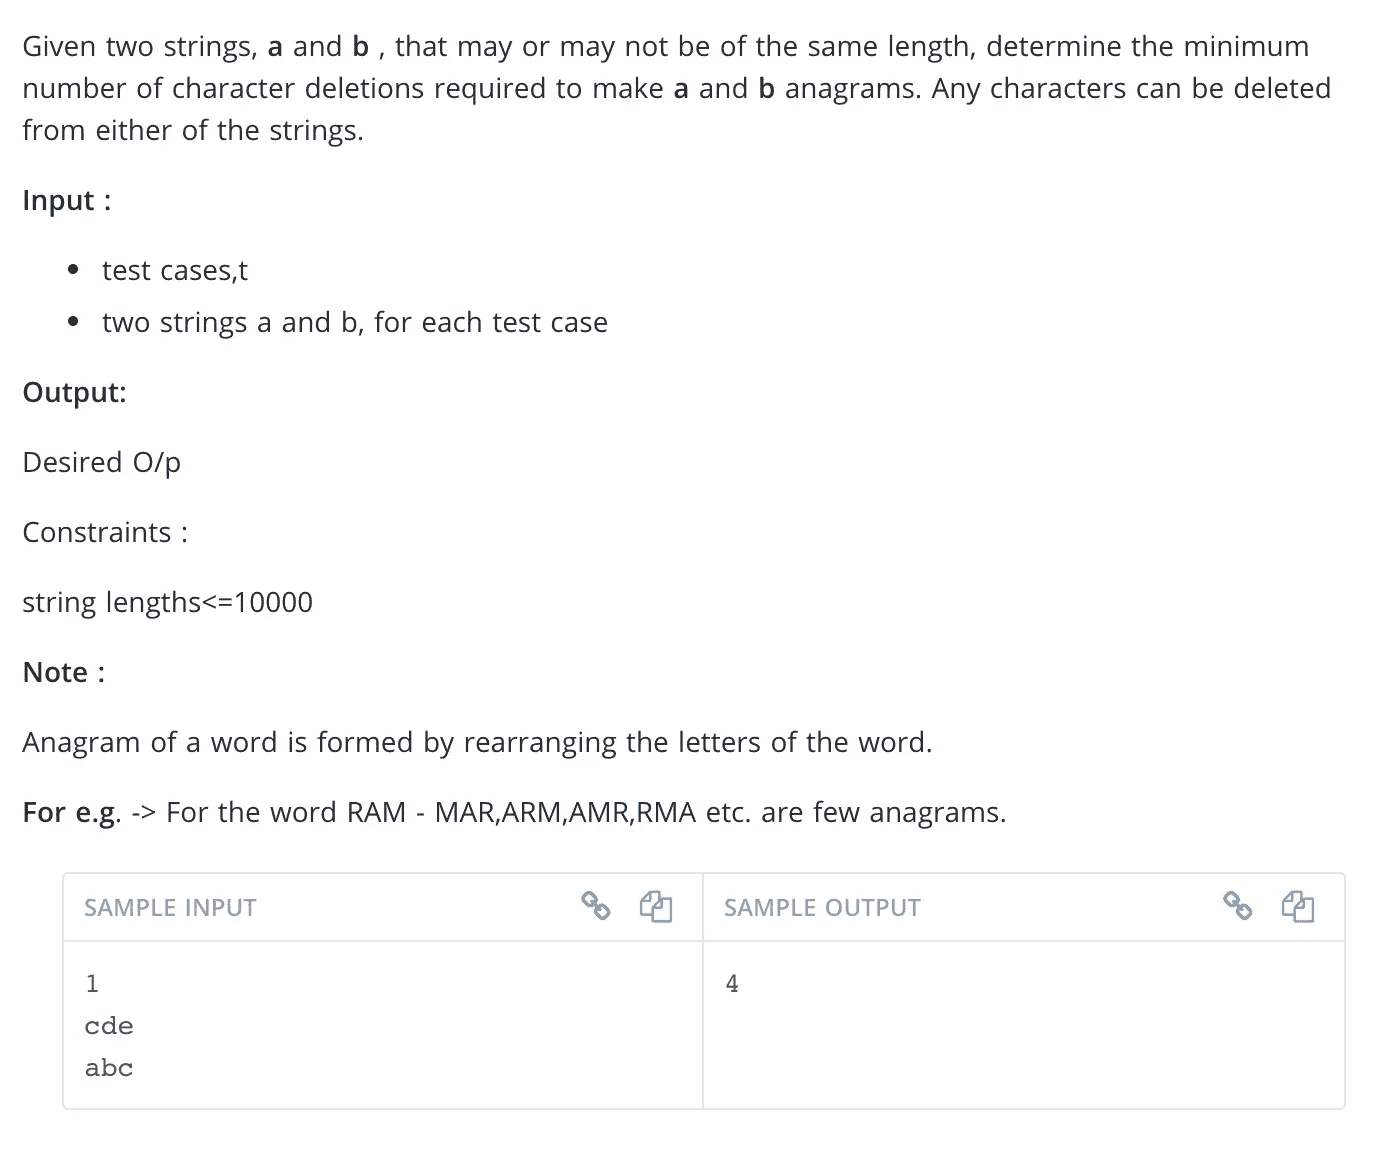 Given two strings, a and b , that may or may not be of the same length, determine the minimum
number of character deletions required to make a and b anagrams. Any characters can be deleted
from either of the strings.
Input :
• test cases,t
• two strings a and b, for each test case
Output:
Desired O/p
Constraints :
string lengths<=10000
Note :
Anagram of a word is formed by rearranging the letters of the word.
For e.g. -> For the word RAM - MAR,ARM,AMR,RMA etc. are few anagrams.
SAMPLE INPUT
1
cde
abc
SAMPLE OUTPUT
4